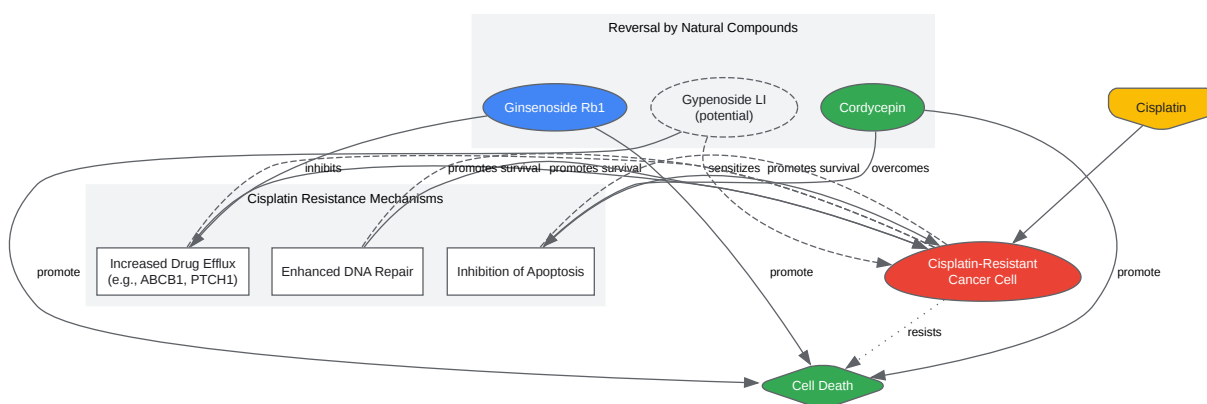 Reversal by Natural Compounds
Ginsenoside Rb1
Gypenoside LI
(potential)
Cordycepin
Cisplatin
inhibits
promotes survival
promotes survival
sensitizes
promotes survival
overcomes
Cisplatin Resistance Mechanisms
Increased Drug Efflux
(e.g., ABCB1, PTCH1)
Enhanced DNA Repair
Inhibition of Apoptosis
Cisplatin-Resistant
Cancer Cell
promote
promote
promote
resists
Cell Death